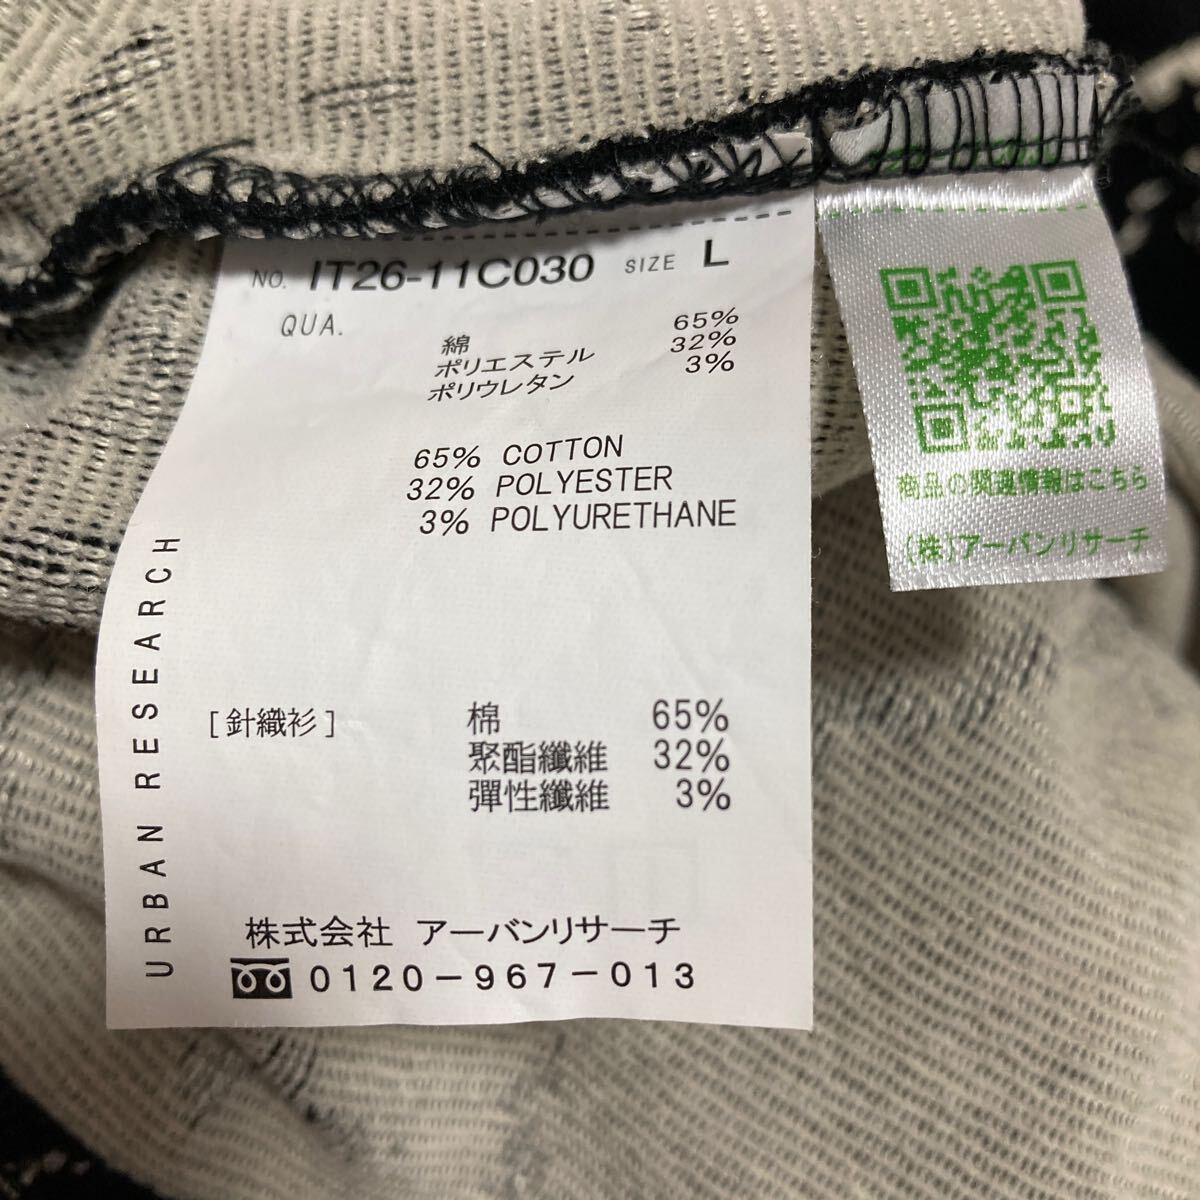 NO. IT26-11C030 SIZE L
QUA.
綿 65%
ポリエステル 32%
ポリウレタン 3%
65% COTTON
32% POLYESTER
3% POLYURETHANE
URBAN RESEARCH
[針織衫] 棉 65%
聚酯纖維 32%
彈性纖維 3%
株式会社 アーバンリサーチ
0120-967-013
商品の関連情報はこちら
(株)アーバンリサーチ